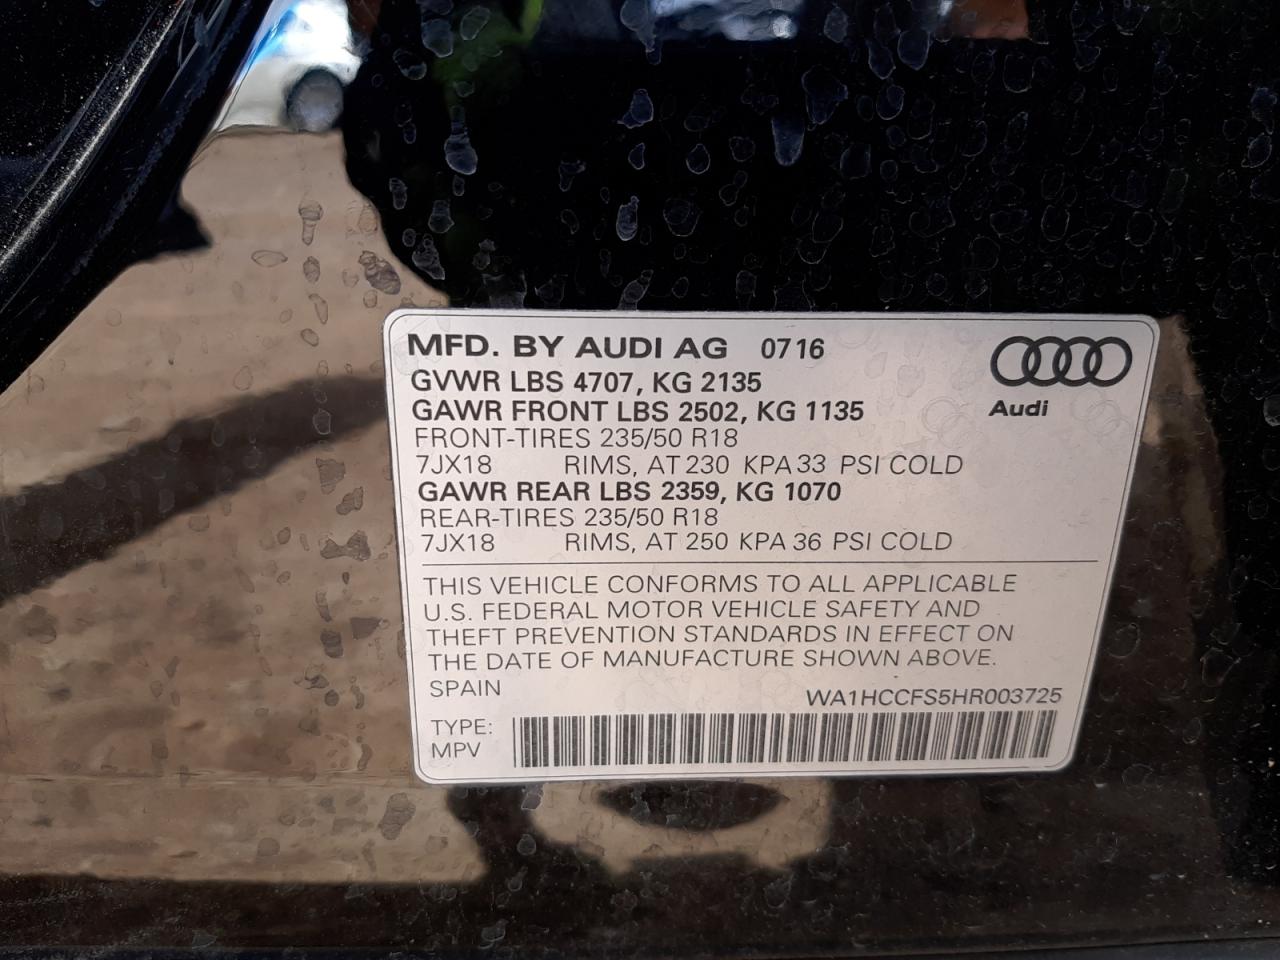 MFD. BY AUDI AG 0716
GVWR LBS 4707, KG 2135
GAWR FRONT LBS 2502, KG 1135
Audi
FRONT-TIRES 235/50 R18
7JX18 RIMS, AT 230 KPA 33 PSI COLD
GAWR REAR LBS 2359, KG 1070
REAR-TIRES 235/50 R18
7JX18 RIMS, AT 250 KPA 36 PSI COLD
THIS VEHICLE CONFORMS TO ALL APPLICABLE
U.S. FEDERAL MOTOR VEHICLE SAFETY AND
THEFT PREVENTION STANDARDS IN EFFECT ON
THE DATE OF MANUFACTURE SHOWN ABOVE.
SPAIN WA1HCCFS5HR003725
TYPE:
MPV